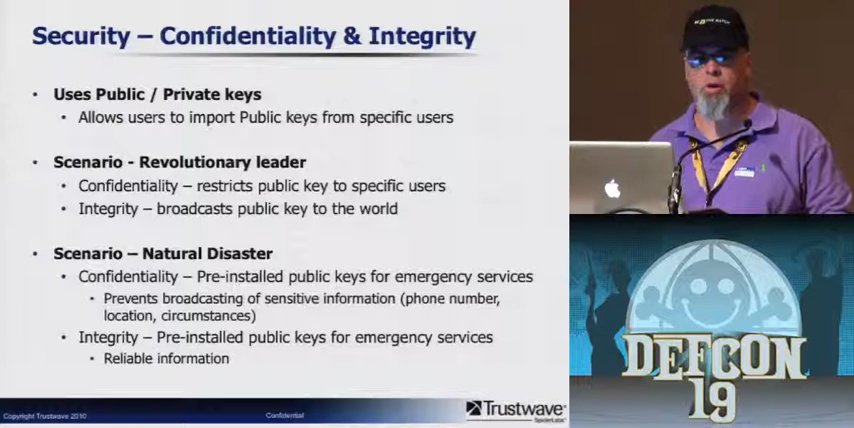 Security – Confidentiality & Integrity
• Uses Public / Private keys
• Allows users to import Public keys from specific users
• Scenario - Revolutionary leader
• Confidentiality – restricts public key to specific users
• Integrity – broadcasts public key to the world
• Scenario – Natural Disaster
• Confidentiality – Pre-installed public keys for emergency services
• Prevents broadcasting of sensitive information (phone number,
location, circumstances)
• Integrity – Pre-installed public keys for emergency services
• Reliable information
Copyright Trustwave 2010
Confidential
Trustwave®
SpiderLabs
DEFCON
19